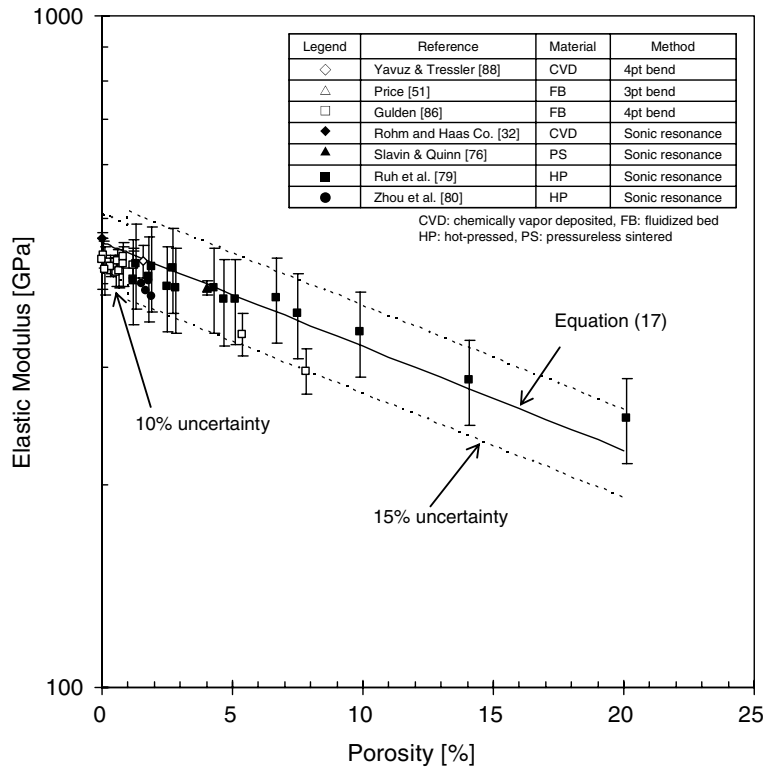 1000
Legend Reference Material Method
Yavuz & Tressler [88] CVD 4pt bend
Price [51] FB 3pt bend
Gulden [86] FB 4pt bend
Rohm and Haas Co. [32] CVD Sonic resonance
Slavin & Quinn [76] PS Sonic resonance
Ruh et al. [79] HP Sonic resonance
Zhou et al. [80] HP Sonic resonance
CVD: chemically vapor deposited, FB: fluidized bed
HP: hot-pressed, PS: pressureless sintered
Elastic Modulus [GPa]
Equation (17)
10% uncertainty
15% uncertainty
100
0 5 10 15 20 25
Porosity [%]